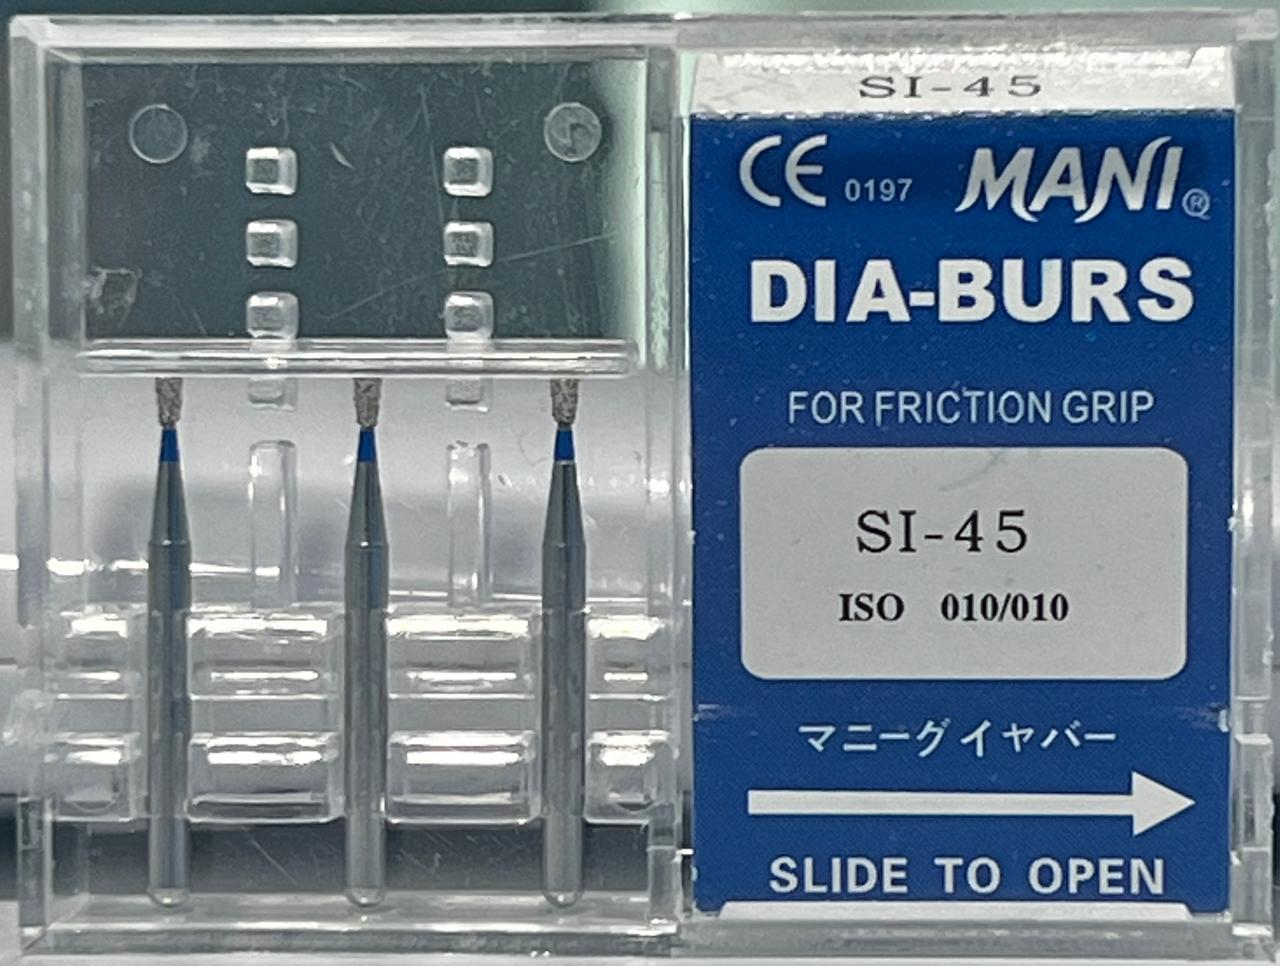 SI-45
CE 0197 MANI®
DIA-BURS
FOR FRICTION GRIP
SI-45
ISO 010/010
マニーグイヤバー
SLIDE TO OPEN